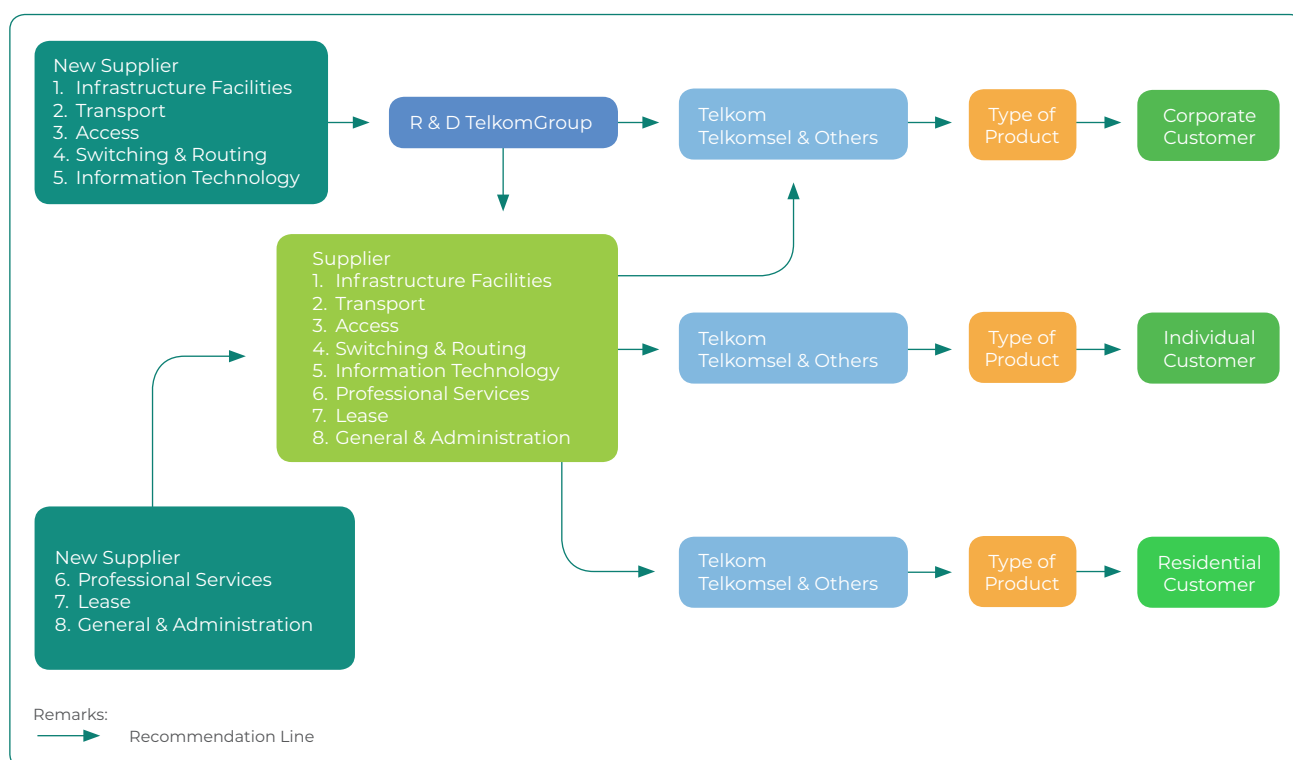 New Supplier
1. Infrastructure Facilities
2. Transport
3. Access
4. Switching & Routing
5. Information Technology
R & D TelkomGroup
Telkom
Telkomsel & Others
Type of
Product
Corporate
Customer
Supplier
1. Infrastructure Facilities
2. Transport
3. Access
4. Switching & Routing
5. Information Technology
6. Professional Services
7. Lease
8. General & Administration
Telkom
Telkomsel & Others
Type of
Product
Individual
Customer
New Supplier
6. Professional Services
7. Lease
8. General & Administration
Telkom
Telkomsel & Others
Type of
Product
Residential
Customer
Remarks:
Recommendation Line